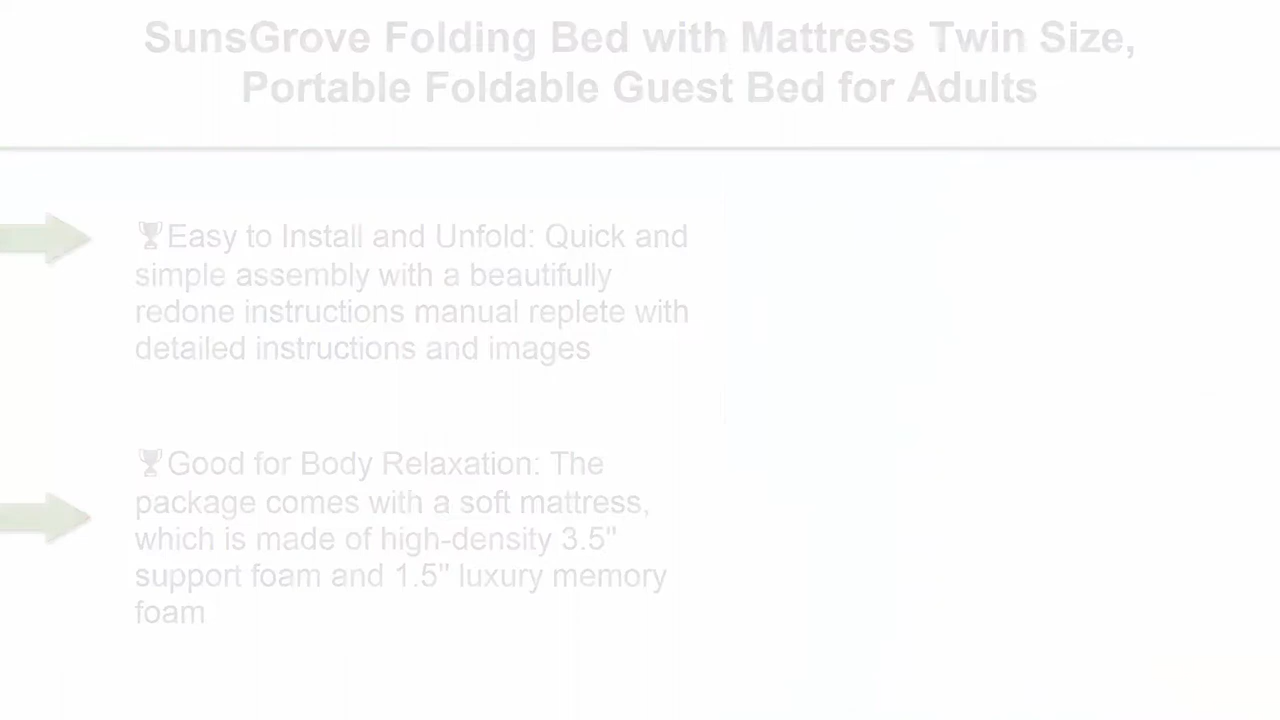 SunsGrove Folding Bed with Mattress Twin Size,
Portable Foldable Guest Bed for Adults
🏆Easy to Install and Unfold: Quick and
simple assembly with a beautifully
redone instructions manual replete with
detailed instructions and images
🏆Good for Body Relaxation: The
package comes with a soft mattress,
which is made of high-density 3.5"
support foam and 1.5" luxury memory
foam